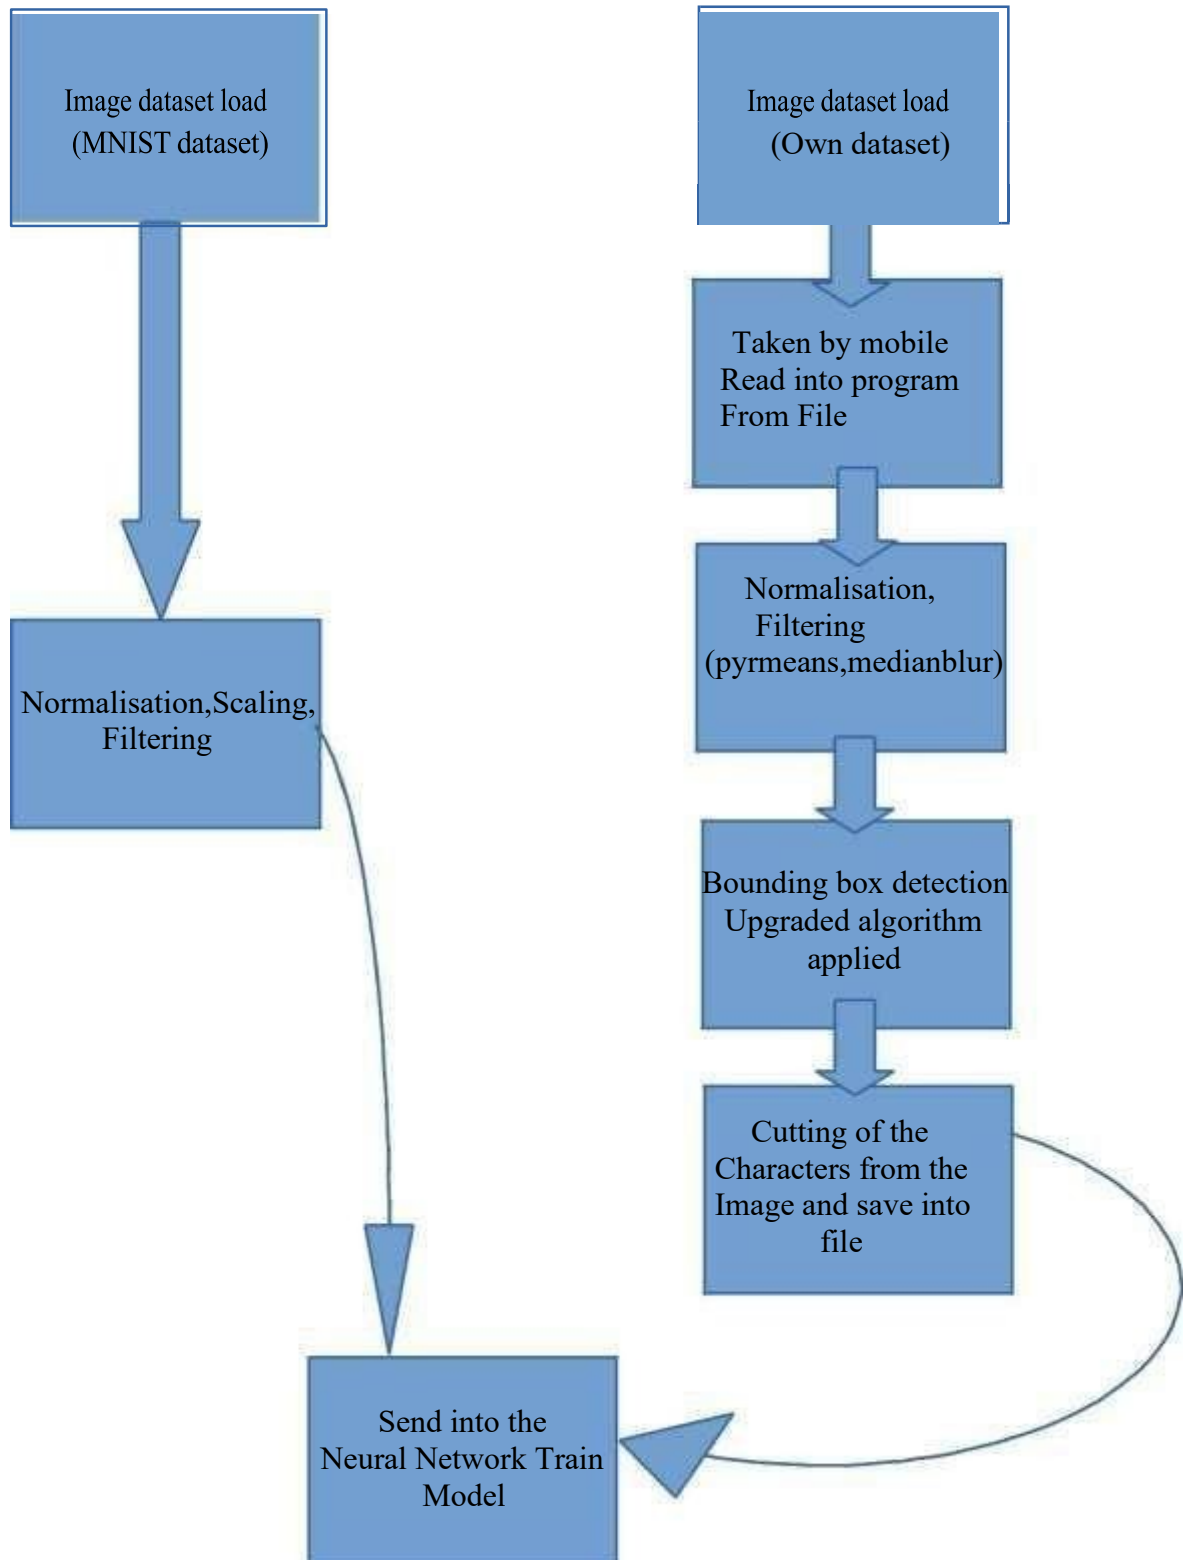 Image dataset load
(MNIST dataset)
Normalisation,Scaling,
Filtering
Image dataset load
(Own dataset)
Taken by mobile
Read into program
From File
Normalisation,
Filtering
(pyrmeans,medianblur)
Bounding box detection
Upgraded algorithm
applied
Cutting of the
Characters from the
Image and save into
file
Send into the
Neural Network Train
Model